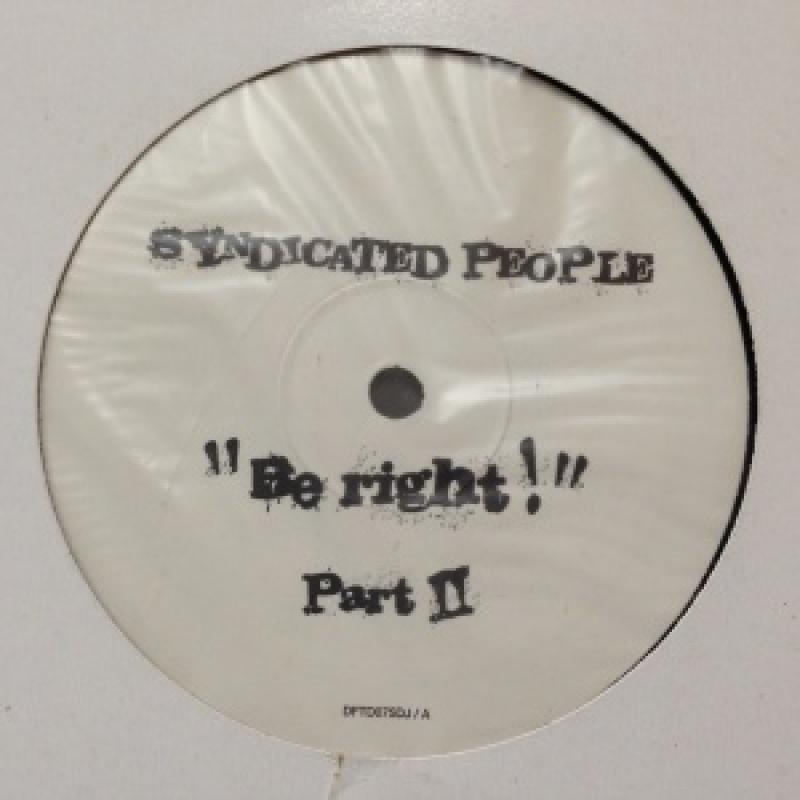 SYNDICATED PEOPLE
"Be right!"
Part II
DFTD075DJ / A